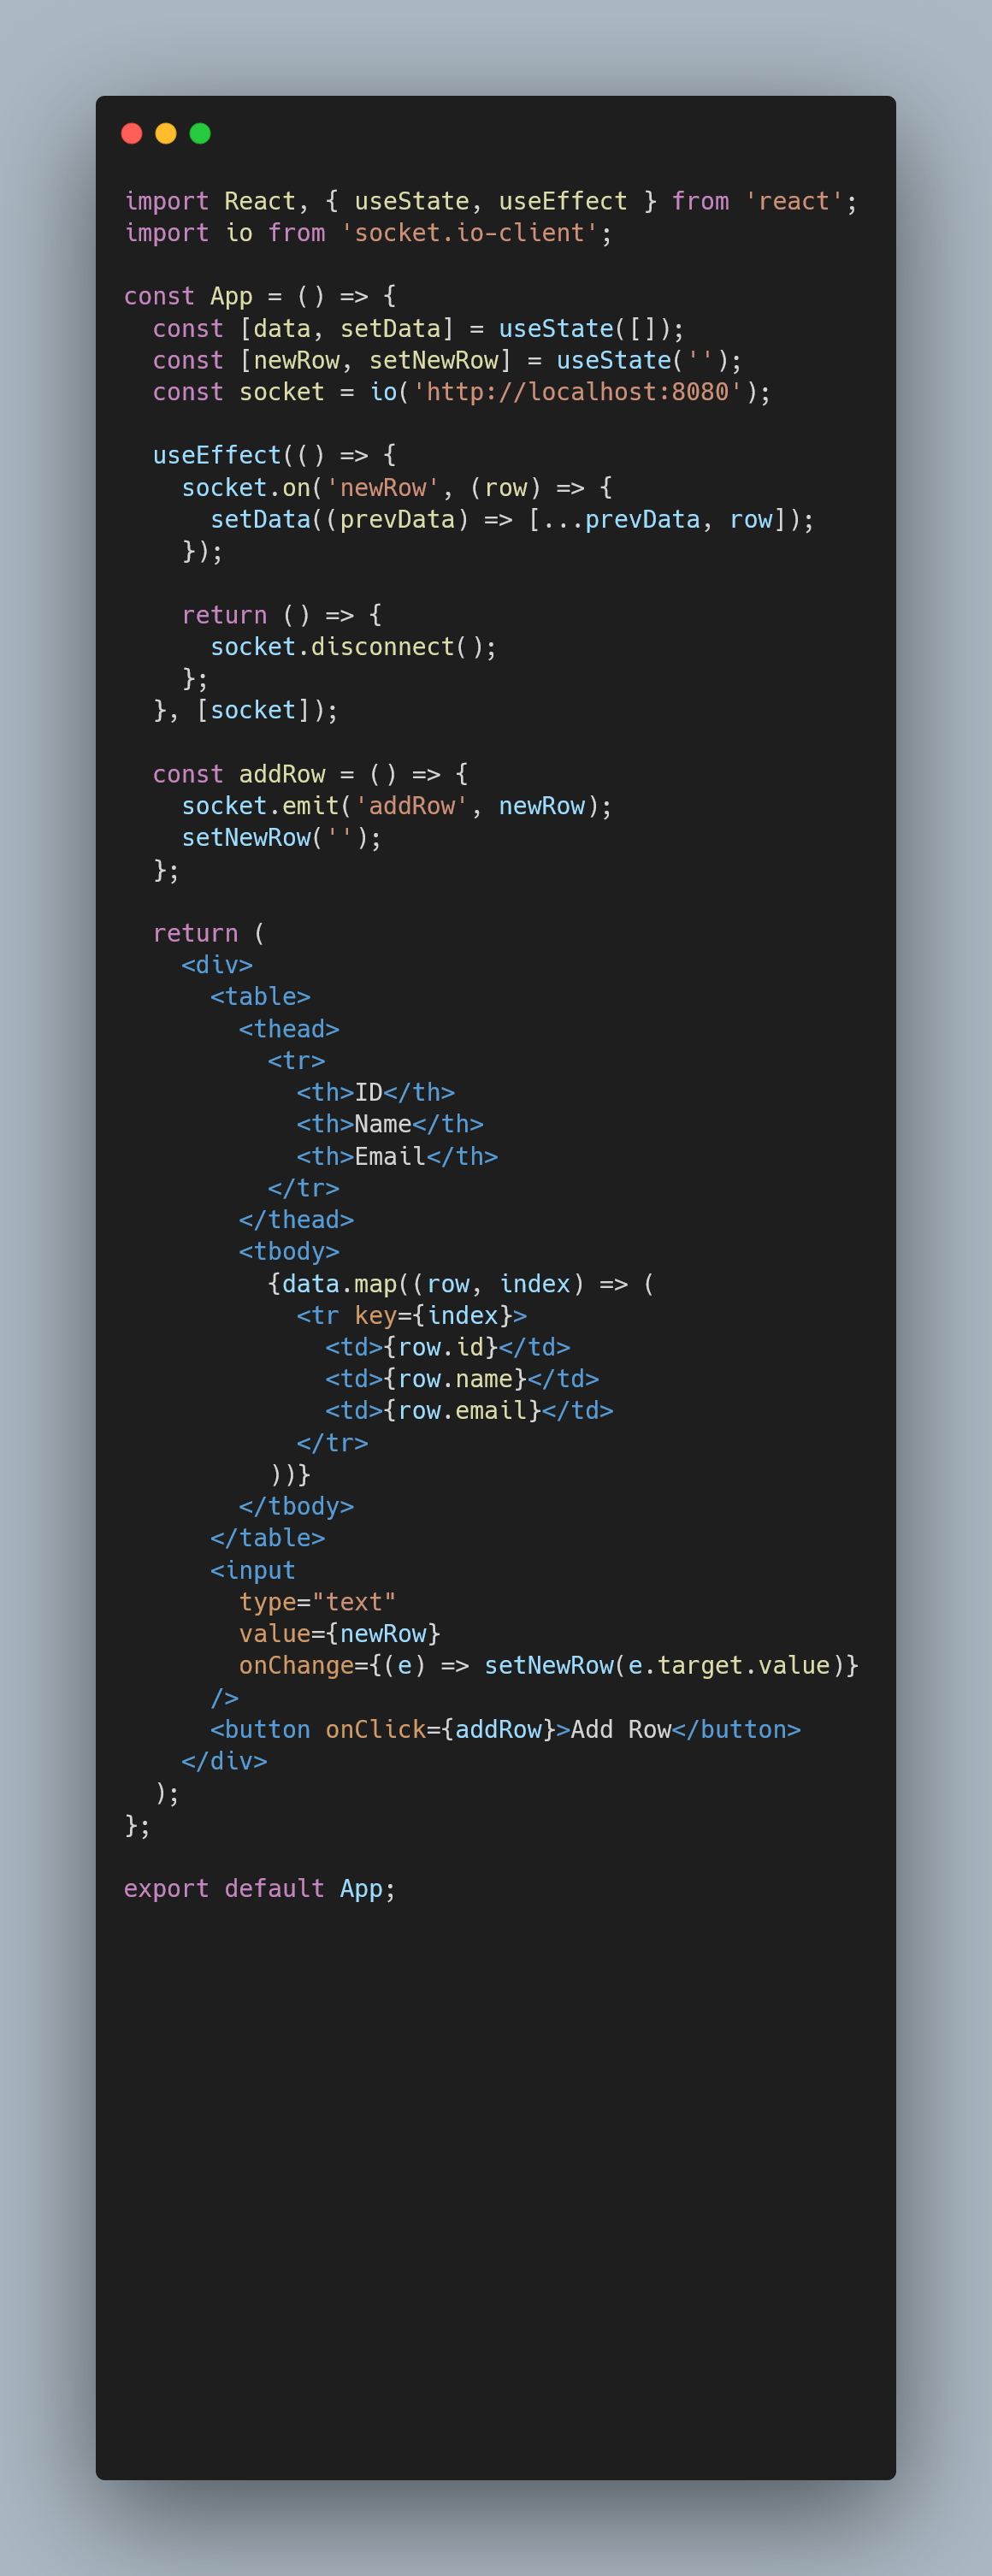 import React, { useState, useEffect } from 'react';
import io from 'socket.io-client';

const App = () => {
  const [data, setData] = useState([]);
  const [newRow, setNewRow] = useState('');
  const socket = io('http://localhost:8080');

  useEffect(() => {
    socket.on('newRow', (row) => {
      setData((prevData) => [...prevData, row]);
    });

    return () => {
      socket.disconnect();
    };
  }, [socket]);

  const addRow = () => {
    socket.emit('addRow', newRow);
    setNewRow('');
  };

  return (
    <div>
      <table>
        <thead>
          <tr>
            <th>ID</th>
            <th>Name</th>
            <th>Email</th>
          </tr>
        </thead>
        <tbody>
          {data.map((row, index) => (
            <tr key={index}>
              <td>{row.id}</td>
              <td>{row.name}</td>
              <td>{row.email}</td>
            </tr>
          ))}
        </tbody>
      </table>
      <input
        type="text"
        value={newRow}
        onChange={(e) => setNewRow(e.target.value)}
      />
      <button onClick={addRow}>Add Row</button>
    </div>
  );
};

export default App;